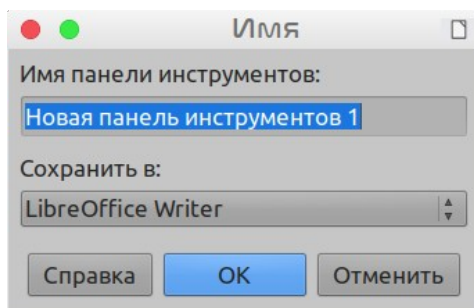 Имя
Имя панели инструментов:
Новая панель инструментов 1
Сохранить в:
LibreOffice Writer
Справка OK Отменить